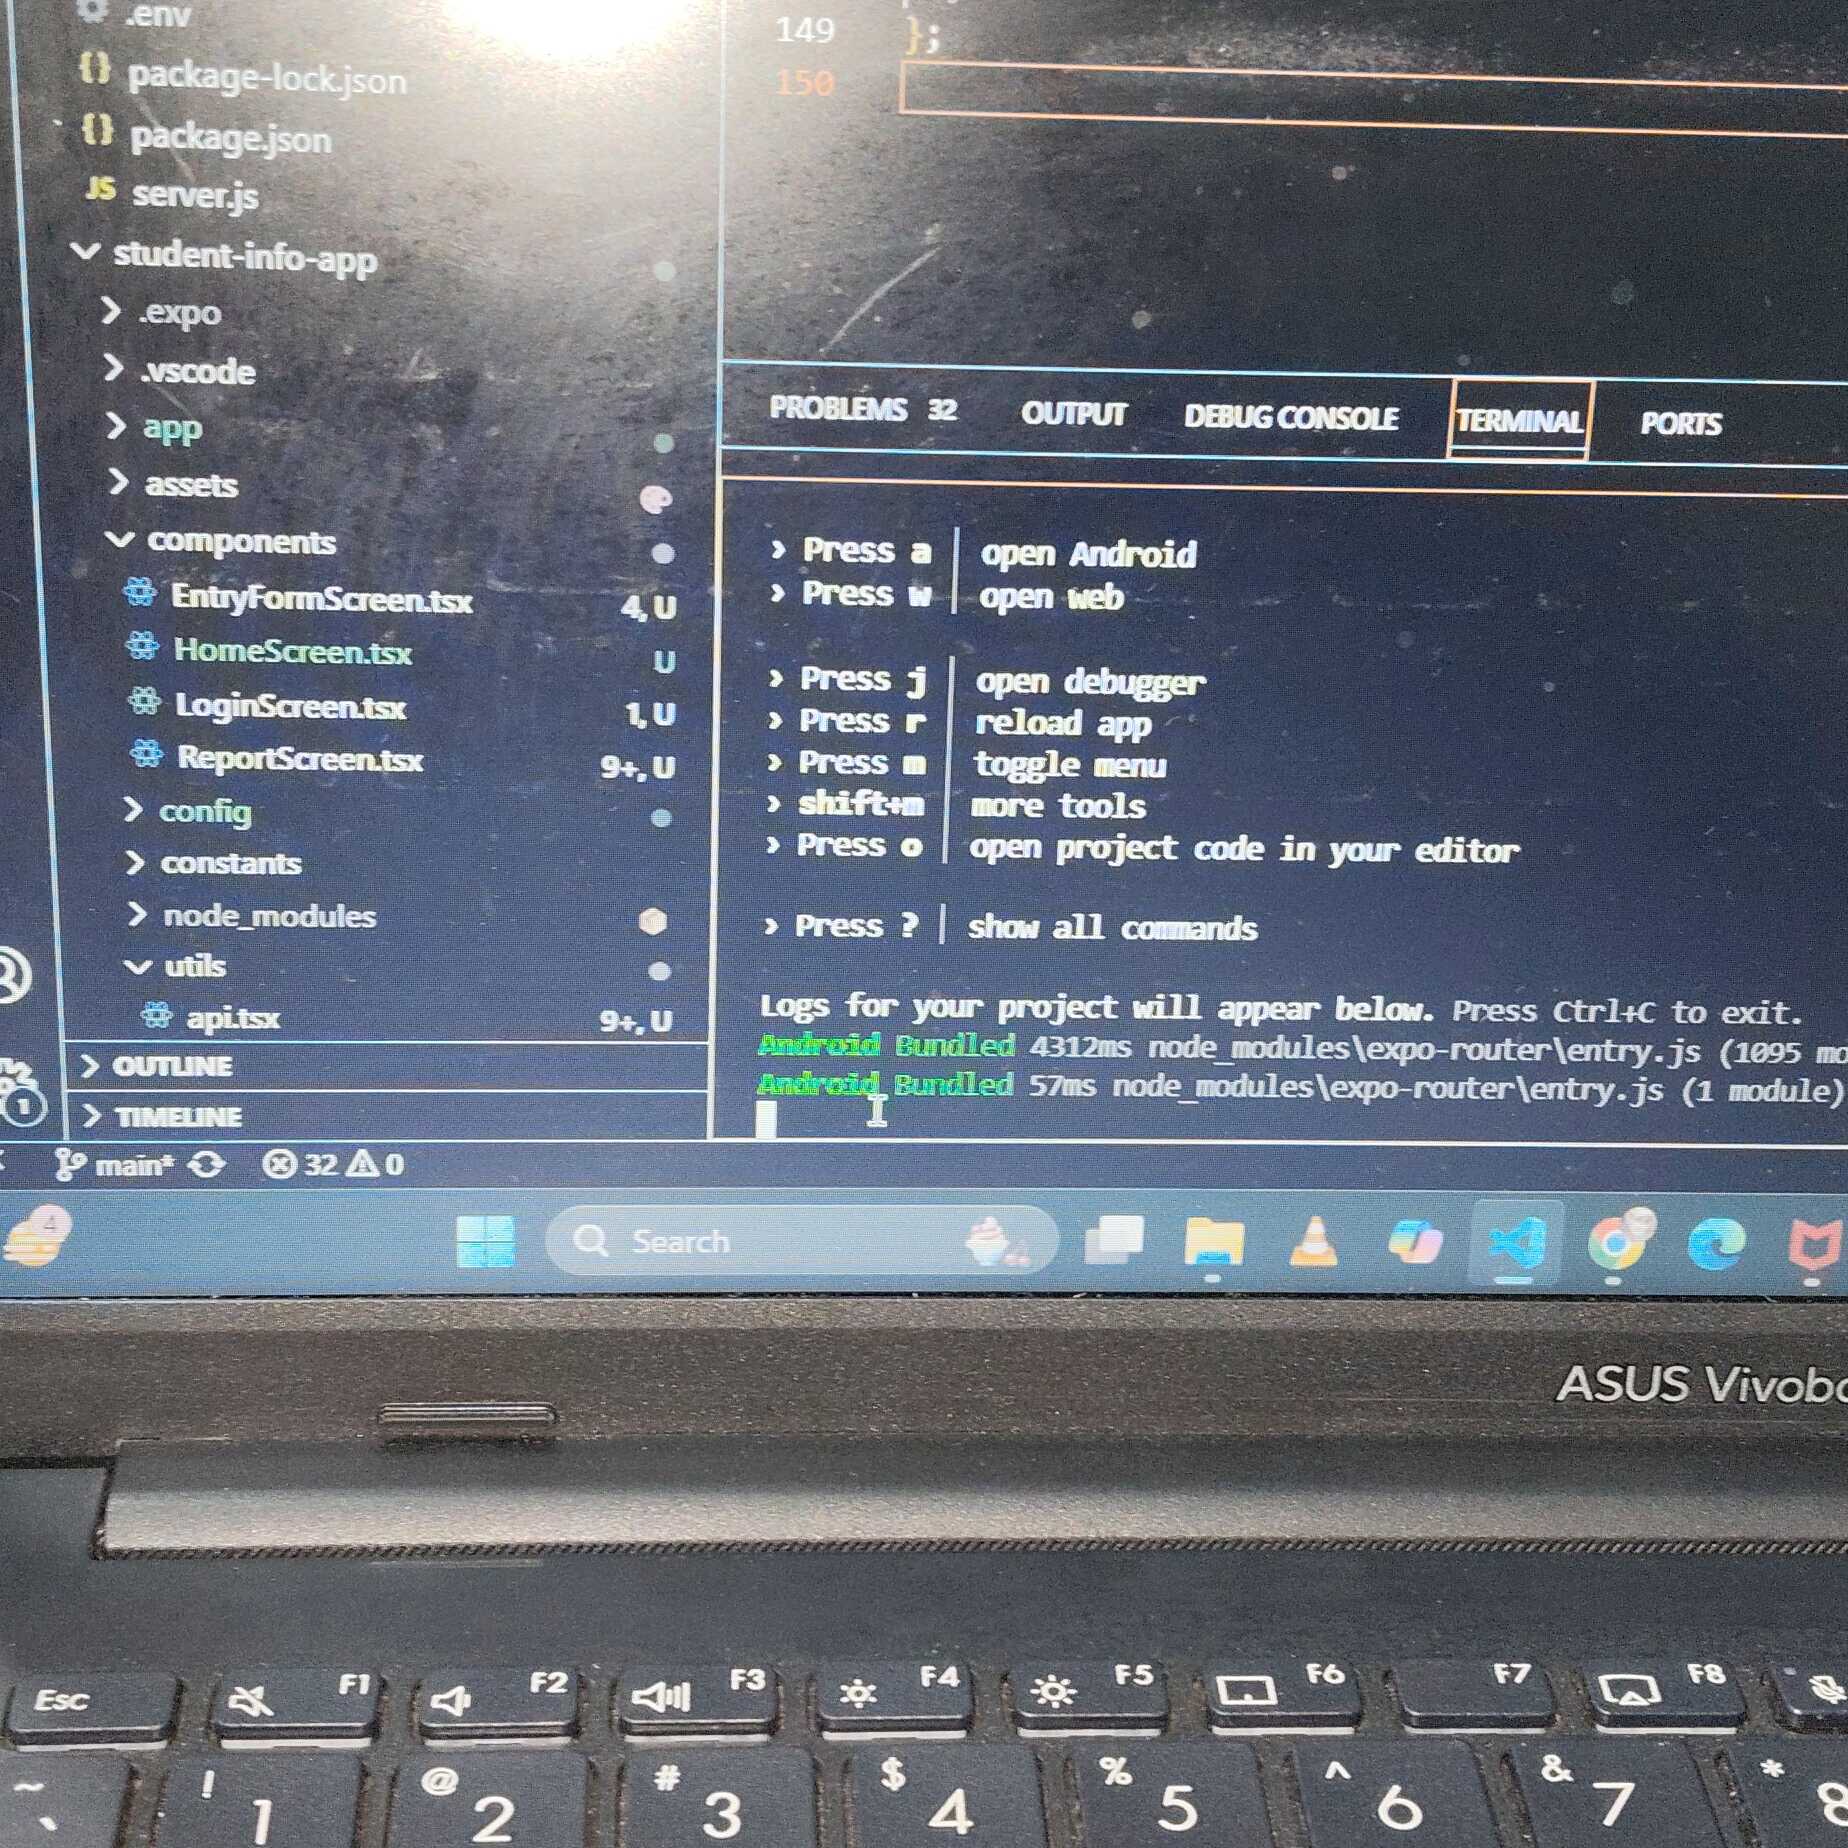 .env
package-lock.json
package.json
JS server.js
student-info-app
.expo
.vscode
app
assets
components
EntryFormScreen.tsx 4, U
HomeScreen.tsx U
LoginScreen.tsx 1, U
ReportScreen.tsx 9+, U
config
constants
node_modules
utils
api.tsx 9+, U
OUTLINE
TIMELINE
149 };
150
PROBLEMS 32 OUTPUT DEBUG CONSOLE TERMINAL PORTS
› Press a | open Android
› Press w | open web
› Press j | open debugger
› Press r | reload app
› Press m | toggle menu
› shift+m | more tools
› Press o | open project code in your editor
› Press ? | show all commands
Logs for your project will appear below. Press Ctrl+C to exit.
Android Bundled 4312ms node_modules\expo-router\entry.js (1095 mo
Android Bundled 57ms node_modules\expo-router\entry.js (1 module)
1
main* 32 0
4
Search
ASUS Vivobo
Esc F1 F2 F3 F4 F5 F6 F7 F8
~ ! @ # $ % ^ & *
` 1 2 3 4 5 6 7 8